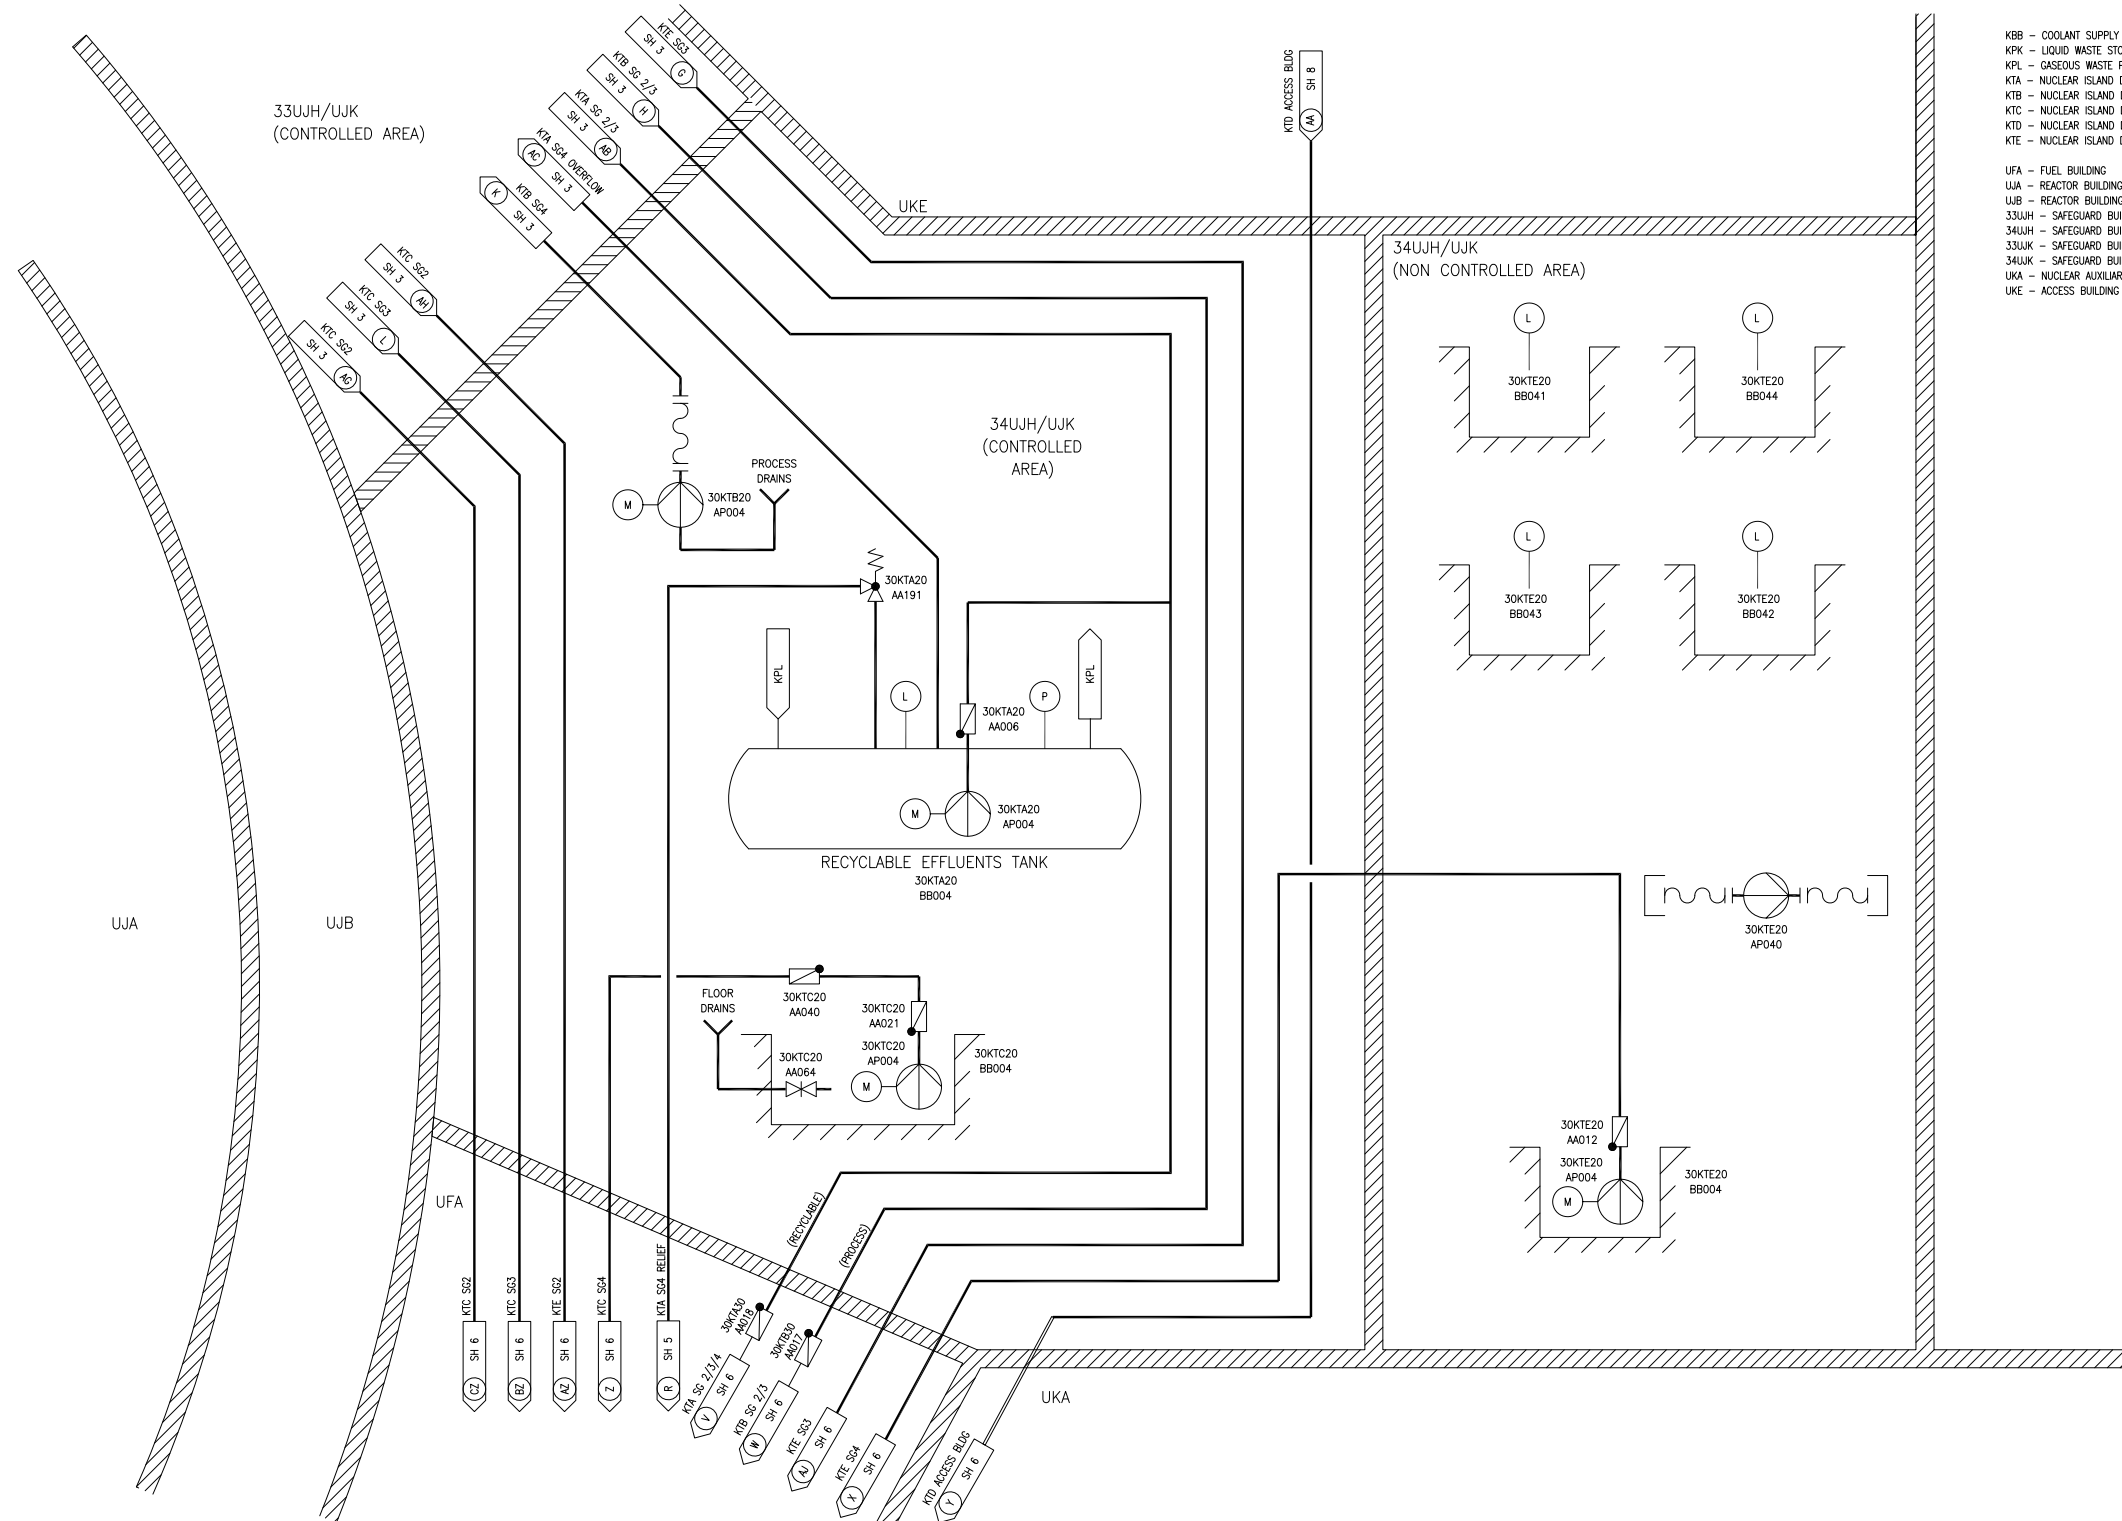 33UJH/UJK
(CONTROLLED AREA)
KTE SG3
SH 3
G
KTB SG 2/3
SH 3
H
KTA SG 2/3
SH 3
AB
KTA SG4 OVERFLOW
AC
SH 3
KTB SG4
K
SH 3
KTC SG2
SH 3
AH
KTC SG3
SH 3
L
KTC SG2
SH 3
AG
UKE
KTD ACCESS BLDG
SH 8
AA
KBB – COOLANT SUPPLY
KPK – LIQUID WASTE
KPL – GASEOUS WASTE
KTA – NUCLEAR ISLAND
KTB – NUCLEAR ISLAND
KTC – NUCLEAR ISLAND
KTD – NUCLEAR ISLAND
KTE – NUCLEAR ISLAND
UFA – FUEL BUILDING
UJA – REACTOR BUILDING
UJB – REACTOR BUILDING
33UJH – SAFEGUARD
34UJH – SAFEGUARD
33UJK – SAFEGUARD
34UJK – SAFEGUARD
UKA – NUCLEAR
UKE – ACCESS BUILDING
34UJH/UJK
(NON CONTROLLED AREA)
L
30KTE20
BB041
L
30KTE20
BB044
L
30KTE20
BB043
L
30KTE20
BB042
34UJH/UJK
(CONTROLLED
AREA)
PROCESS
DRAINS
M
30KTB20
AP004
30KTA20
AA191
KPL
L
30KTA20
AA006
P
KPL
M
30KTA20
AP004
RECYCLABLE EFFLUENTS TANK
30KTA20
BB004
UJA
UJB
30KTE20
AP040
FLOOR
DRAINS
30KTC20
AA040
30KTC20
AA021
30KTC20
AP004
30KTC20
AA064
M
30KTC20
BB004
30KTE20
AA012
30KTE20
AP004
M
30KTE20
BB004
UFA
(RECYCLABLE)
(PROCESS)
KTC SG2
SH 6
CZ
KTC SG3
SH 6
BZ
KTE SG2
SH 6
AZ
KTC SG4
SH 6
Z
KTA SG4 RELIEF
SH 5
R
30KTA30
AA018
KTA SG 2/3/4
SH 6
V
30KTB30
AA017
KTB SG 2/3
SH 6
W
KTE SG3
SH 6
AJ
KTE SG4
SH 6
X
KTD ACCESS BLDG
SH 6
Y
UKA